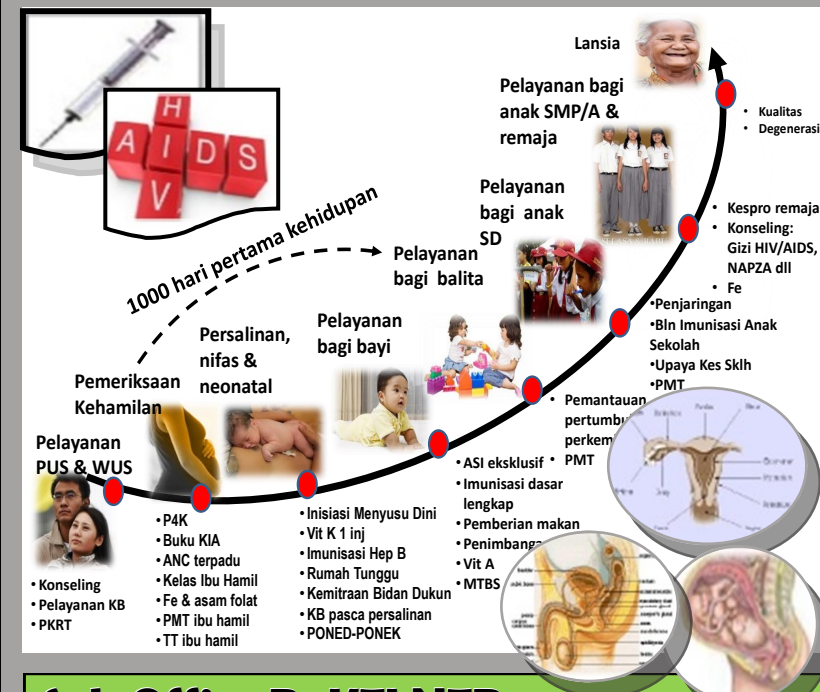 H
A I D S
V
1000 hari pertama kehidupan
Lansia
Kualitas
Degenerasi
Pelayanan bagi
anak SMP/A &
remaja
Kespro remaja
Konseling:
Gizi HIV/AIDS,
NAPZA dll
Fe
Pelayanan
bagi anak
SD
Penjaringan
Bln Imunisasi Anak
Sekolah
Upaya Kes Sklh
PMT
Pelayanan
bagi balita
Pemantauan
PMT
Pelayanan
bagi bayi
ASI eksklusif
Imunisasi dasar
lengkap
Pemberian makan
Vit A
MTBS
Persalinan,
nifas &
neonatal
Inisiasi Menyusu Dini
Vit K 1 inj
Imunisasi Hep B
Rumah Tunggu
Kemitraan Bidan Dukun
KB pasca persalinan
PONED-PONEK
Pemeriksaan
Kehamilan
P4K
Buku KIA
ANC terpadu
Kelas Ibu Hamil
Fe & asam folat
PMT ibu hamil
TT ibu hamil
Pelayanan
PUS & WUS
Konseling
Pelayanan KB
PKRT